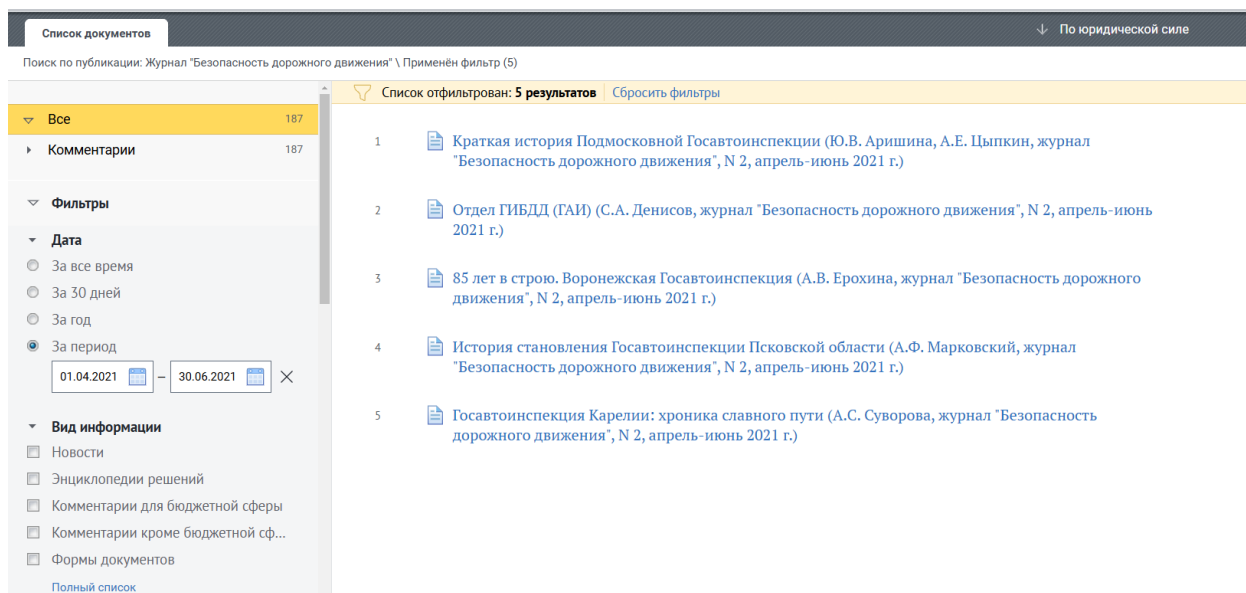 Список документов
По юридической силе
Поиск по публикации: Журнал "Безопасность дорожного движения" \ Применён фильтр (5)
Список отфильтрован: 5 результатов
Сбросить фильтры
Все 187
Комментарии 187
Фильтры
Дата
За все время
За 30 дней
За год
За период
01.04.2021 – 30.06.2021
Вид информации
Новости
Энциклопедии решений
Комментарии для бюджетной сферы
Комментарии кроме бюджетной сф...
Формы документов
Полный список
1 Краткая история Подмосковной Госавтоинспекции (Ю.В. Аришина, А.Е. Цыпкин, журнал
"Безопасность дорожного движения", N 2, апрель-июнь 2021 г.)
2 Отдел ГИБДД (ГАИ) (С.А. Денисов, журнал "Безопасность дорожного движения", N 2, апрель-июнь
2021 г.)
3 85 лет в строю. Воронежская Госавтоинспекция (А.В. Ерохина, журнал "Безопасность дорожного
движения", N 2, апрель-июнь 2021 г.)
4 История становления Госавтоинспекции Псковской области (А.Ф. Марковский, журнал
"Безопасность дорожного движения", N 2, апрель-июнь 2021 г.)
5 Госавтоинспекция Карелии: хроника славного пути (А.С. Суворова, журнал "Безопасность
дорожного движения", N 2, апрель-июнь 2021 г.)